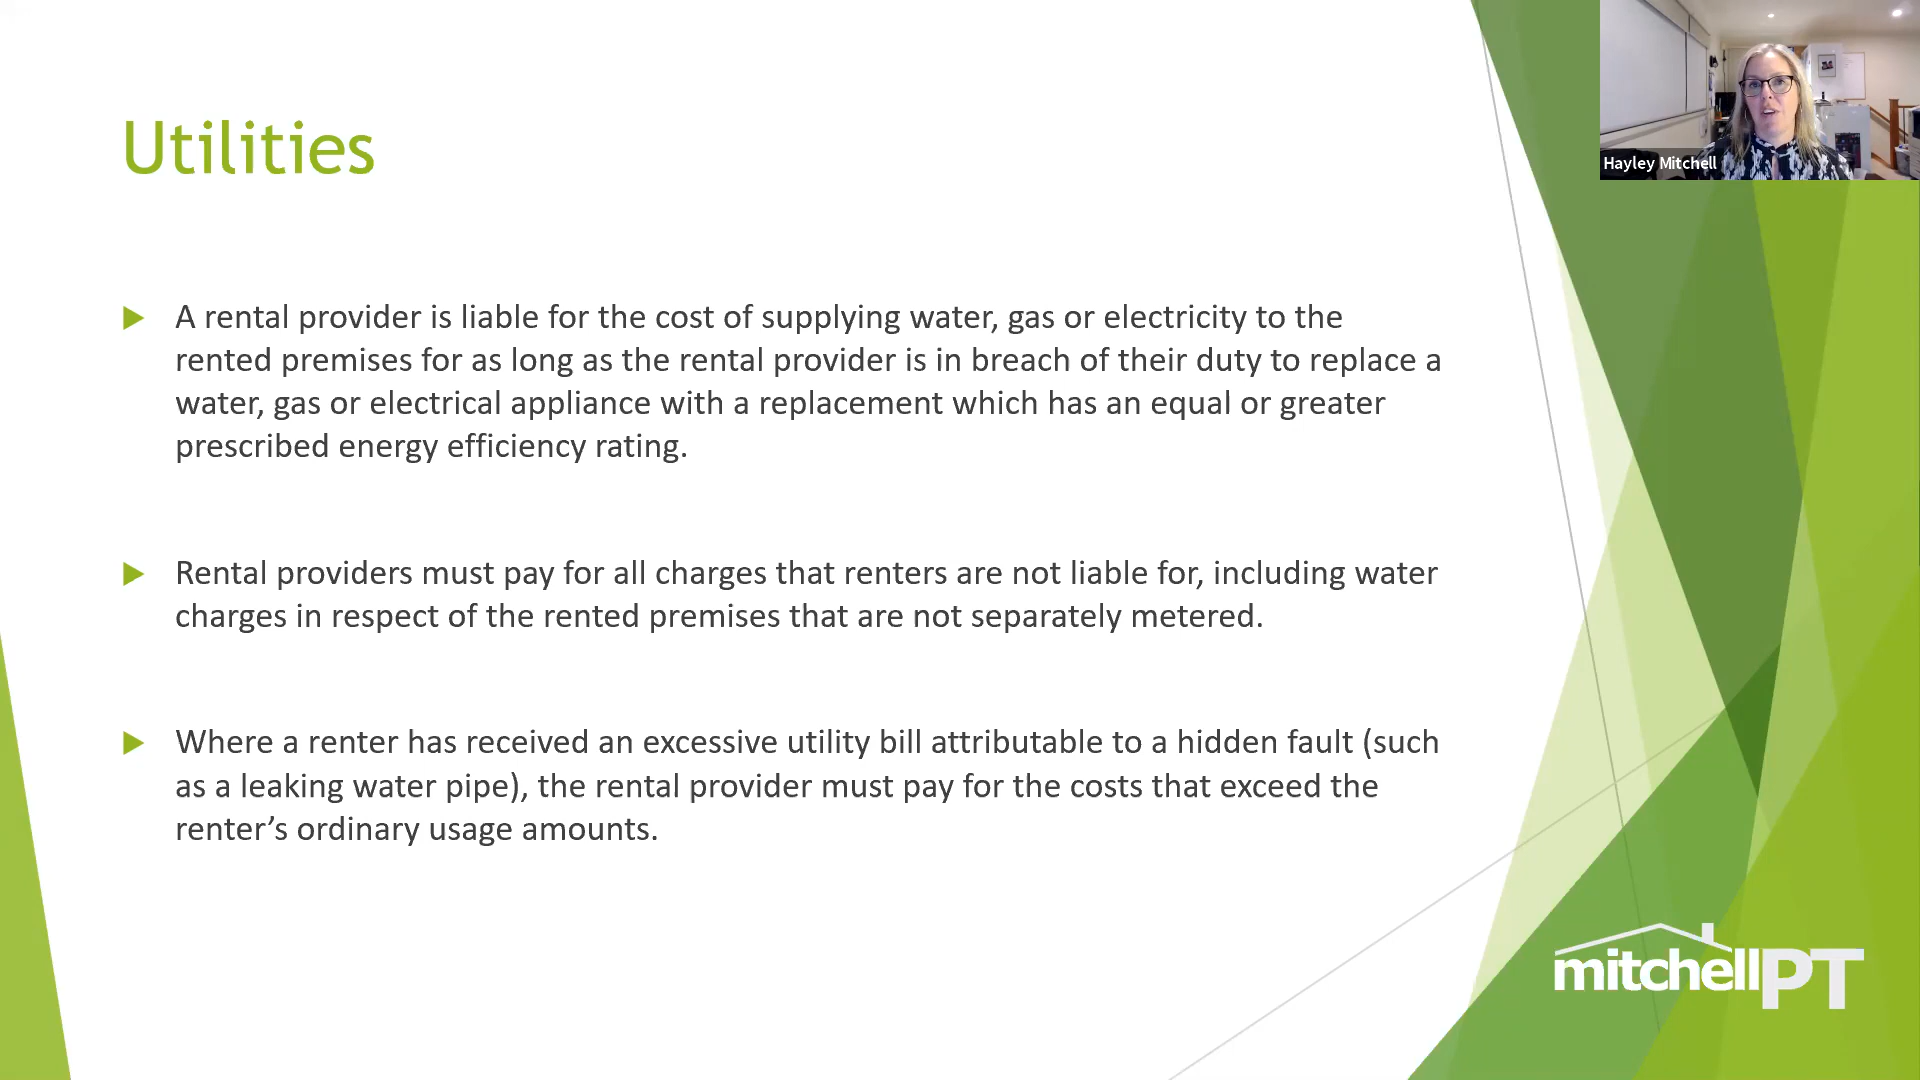 Utilities
A rental provider is liable for the cost of supplying water, gas or electricity to the
rented premises for as long as the rental provider is in breach of their duty to replace a
water, gas or electrical appliance with a replacement which has an equal or greater
prescribed energy efficiency rating.
Rental providers must pay for all charges that renters are not liable for, including water
charges in respect of the rented premises that are not separately metered.
Where a renter has received an excessive utility bill attributable to a hidden fault (such
as a leaking water pipe), the rental provider must pay for the costs that exceed the
renter’s ordinary usage amounts.
Hayley Mitchell
mitchellPT